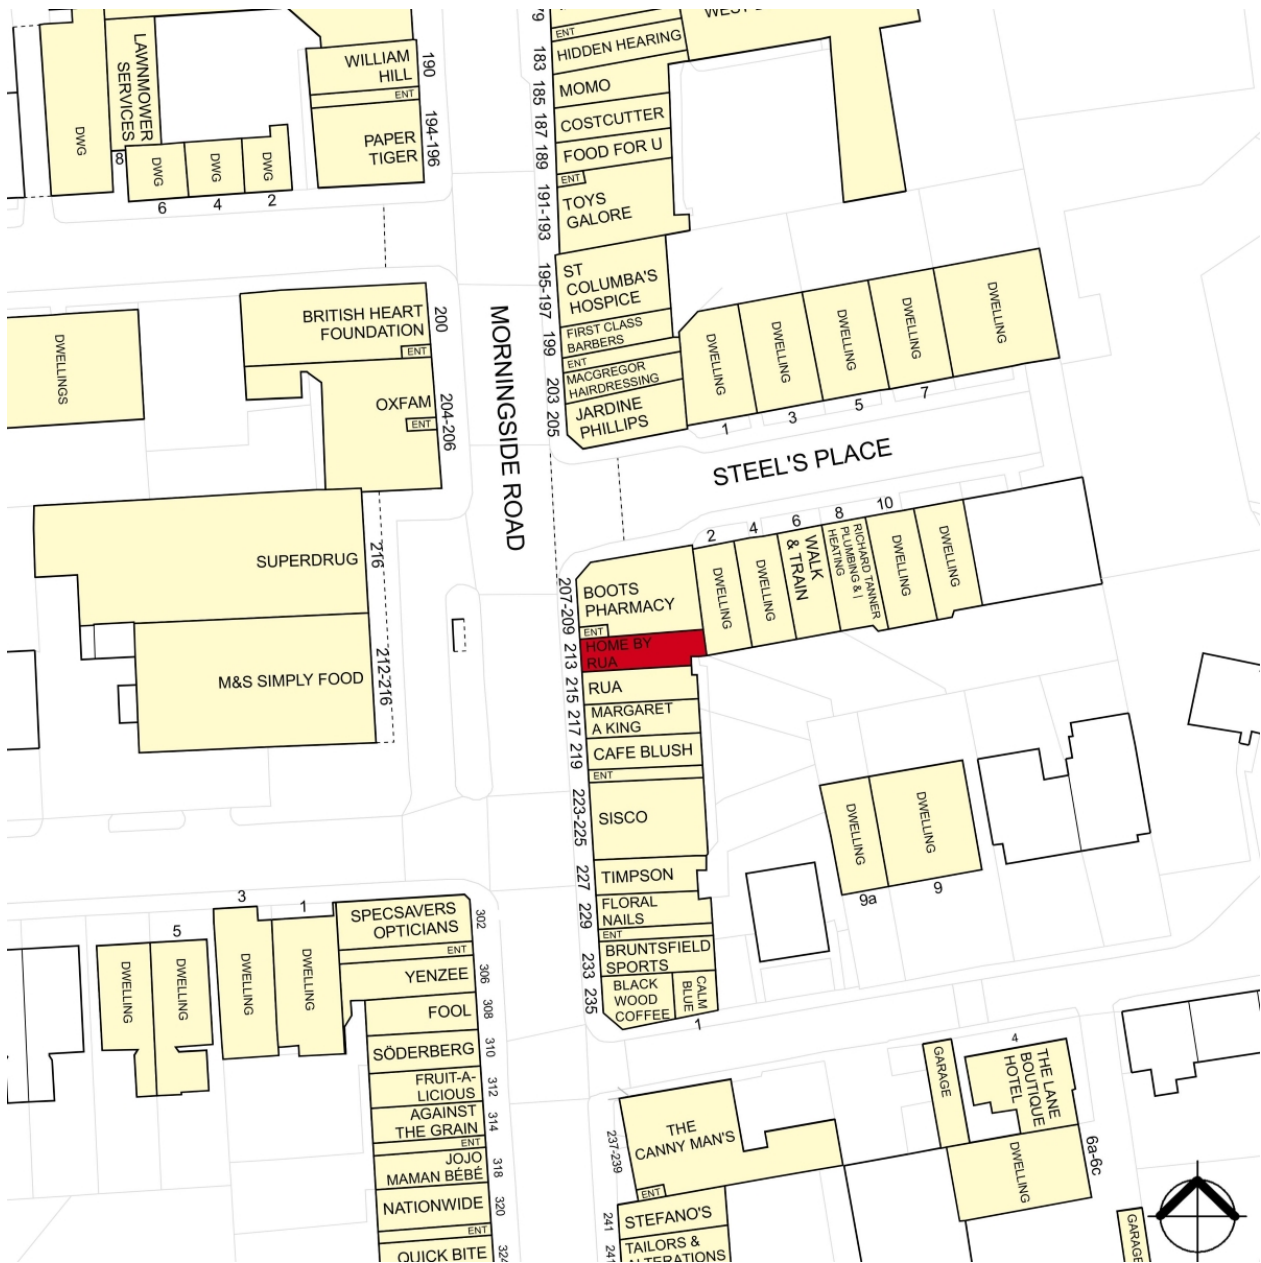 179
WEST
ENT
HIDDEN HEARING
183
MOMO
185
COSTCUTTER
187
FOOD FOR U
189
ENT
TOYS
GALORE
191-193
ST
COLUMBA'S
HOSPICE
195-197
FIRST CLASS
BARBERS
199
ENT
MACGREGOR
HAIRDRESSING
203
JARDINE
PHILLIPS
205
LAWNMOWER
SERVICES
8
DWG
DWG
6
DWG
4
DWG
2
WILLIAM
HILL
190
ENT
PAPER
TIGER
194-196
BRITISH HEART
FOUNDATION
200
ENT
OXFAM
ENT
204-206
DWELLINGS
SUPERDRUG
216
M&S SIMPLY FOOD
212-216
MORNINGSIDE ROAD
STEEL'S PLACE
DWELLING
1
DWELLING
3
DWELLING
5
DWELLING
7
DWELLING
BOOTS
PHARMACY
207-209
ENT
HOME BY
RUA
213
RUA
215
MARGARET
A KING
217
CAFE BLUSH
219
ENT
SISCO
223-225
TIMPSON
227
FLORAL
NAILS
229
ENT
BRUNTSFIELD
SPORTS
233
BLACK
WOOD
COFFEE
235
CALM
BLUE
1
2
DWELLING
4
DWELLING
6
WALK
& TRAIN
8
RICHARD TANNER
PLUMBING & |
HEATING
10
DWELLING
DWELLING
DWELLING
9a
DWELLING
9
3
DWELLING
1
DWELLING
5
DWELLING
DWELLING
SPECSAVERS
OPTICIANS
302
ENT
YENZEE
306
FOOL
308
SÖDERBERG
310
FRUIT-A-
LICIOUS
312
AGAINST
THE GRAIN
314
ENT
JOJO
MAMAN BÉBÉ
318
NATIONWIDE
320
ENT
QUICK BITE
324
THE
CANNY MAN'S
237-239
ENT
STEFANO'S
241
TAILORS &
ALTERATIONS
241
GARAGE
4
THE LANE
BOUTIQUE
HOTEL
DWELLING
6a-6c
GARAGE